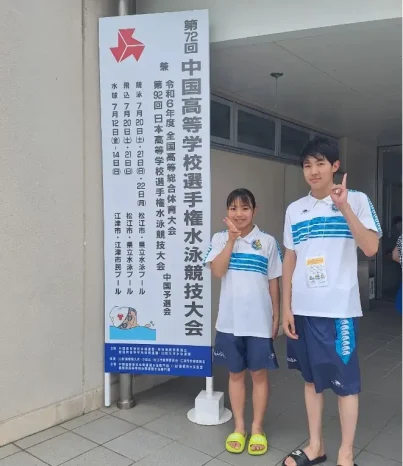 第72回
中国高等学校選手権水泳競技大会
兼
令和6年度 全国高等総合体育大会
第92回 日本高等学校選手権水泳競技大会
中国予選会
競泳 7月20日(土)・21日(日)・22日(月) 松江市・県立水泳プール
飛込 7月20日(土)・21日(日) 松江市・県立水泳プール
水球 7月12日(金)・14日(日) 江津市・江津市民プール